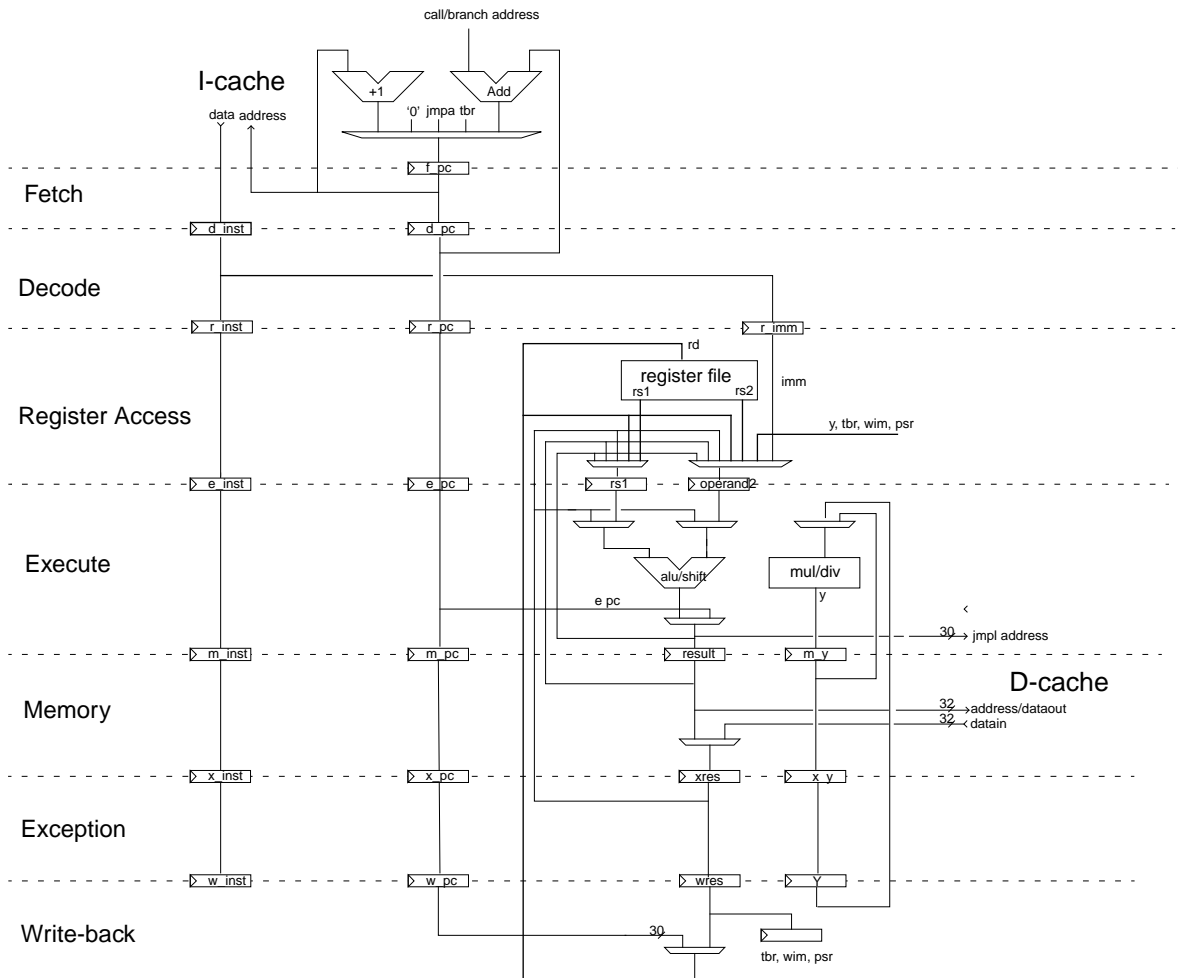 call/branch address
I-cache
+1
Add
data address
'0' jmpa tbr
f_pc
Fetch
d_inst
d_pc
Decode
r_inst
r_pc
r_imm
rd
register file
rs1
rs2
imm
Register Access
y, tbr, wim, psr
e_inst
e_pc
rs1
operand2
Execute
alu/shift
mul/div
y
e pc
30
jmpl address
m_inst
m_pc
result
m_y
D-cache
Memory
32
address/dataout
32
datain
x_inst
x_pc
xres
x_y
Exception
w_inst
w_pc
wres
Y
Write-back
30
tbr, wim, psr